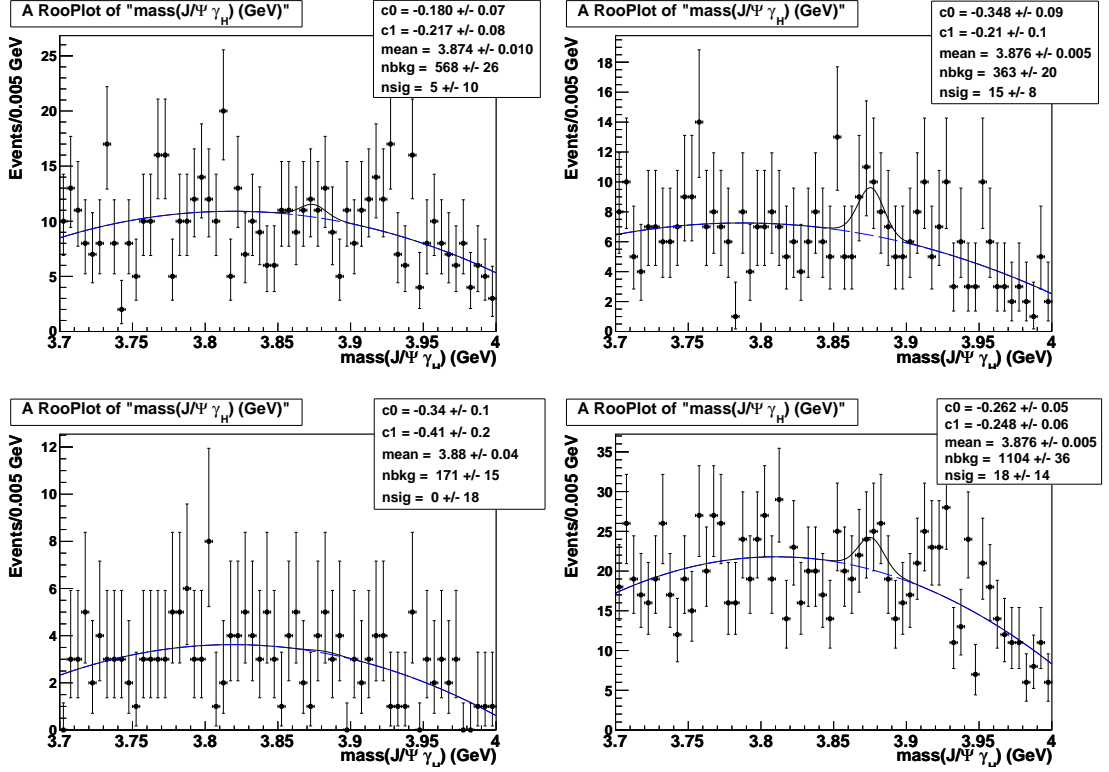 A RooPlot of "mass(J/Ψ γH) (GeV)"
c0 = -0.180 +/- 0.07
c1 = -0.217 +/- 0.08
mean = 3.874 +/- 0.010
nbkg = 568 +/- 26
nsig = 5 +/- 10
Events/0.005 GeV
25
20
15
10
5
0
3.7 3.75 3.8 3.85 3.9 3.95 4
mass(J/Ψ γH) (GeV)
A RooPlot of "mass(J/Ψ γH) (GeV)"
c0 = -0.348 +/- 0.09
c1 = -0.21 +/- 0.1
mean = 3.876 +/- 0.005
nbkg = 363 +/- 20
nsig = 15 +/- 8
Events/0.005 GeV
18
16
14
12
10
8
6
4
2
0
3.7 3.75 3.8 3.85 3.9 3.95 4
mass(J/Ψ γH) (GeV)
A RooPlot of "mass(J/Ψ γH) (GeV)"
c0 = -0.34 +/- 0.1
c1 = -0.41 +/- 0.2
mean = 3.88 +/- 0.04
nbkg = 171 +/- 15
nsig = 0 +/- 18
Events/0.005 GeV
12
10
8
6
4
2
0
3.7 3.75 3.8 3.85 3.9 3.95 4
mass(J/Ψ γH) (GeV)
A RooPlot of "mass(J/Ψ γH) (GeV)"
c0 = -0.262 +/- 0.05
c1 = -0.248 +/- 0.06
mean = 3.876 +/- 0.005
nbkg = 1104 +/- 36
nsig = 18 +/- 14
Events/0.005 GeV
35
30
25
20
15
10
5
0
3.7 3.75 3.8 3.85 3.9 3.95 4
mass(J/Ψ γH) (GeV)